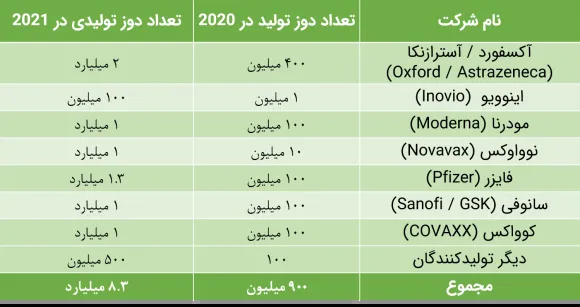 نام شرکت	تعداد دوز تولید در 2020	تعداد دوز تولیدی در 2021
آکسفورد / آسترازنکا
(Oxford / Astrazeneca)	۴۰۰ میلیون	۲ میلیارد
اینوویو (Inovio)	۱ میلیون	۱۰۰ میلیون
مودرنا (Moderna)	۱۰۰ میلیون	۱ میلیارد
نوواوکس (Novavax)	۱۰ میلیون	۱ میلیارد
فایزر (Pfizer)	۱۰۰ میلیون	۱.۳ میلیارد
سانوفی (Sanofi / GSK)	۱۰۰ میلیون	۱ میلیارد
کوواکس (COVAXX)	۱۰۰ میلیون	۱ میلیارد
دیگر تولیدکنندگان	۱۰۰	۵۰۰ میلیون
مجموع	۹۰۰ میلیون	۸.۳ میلیارد